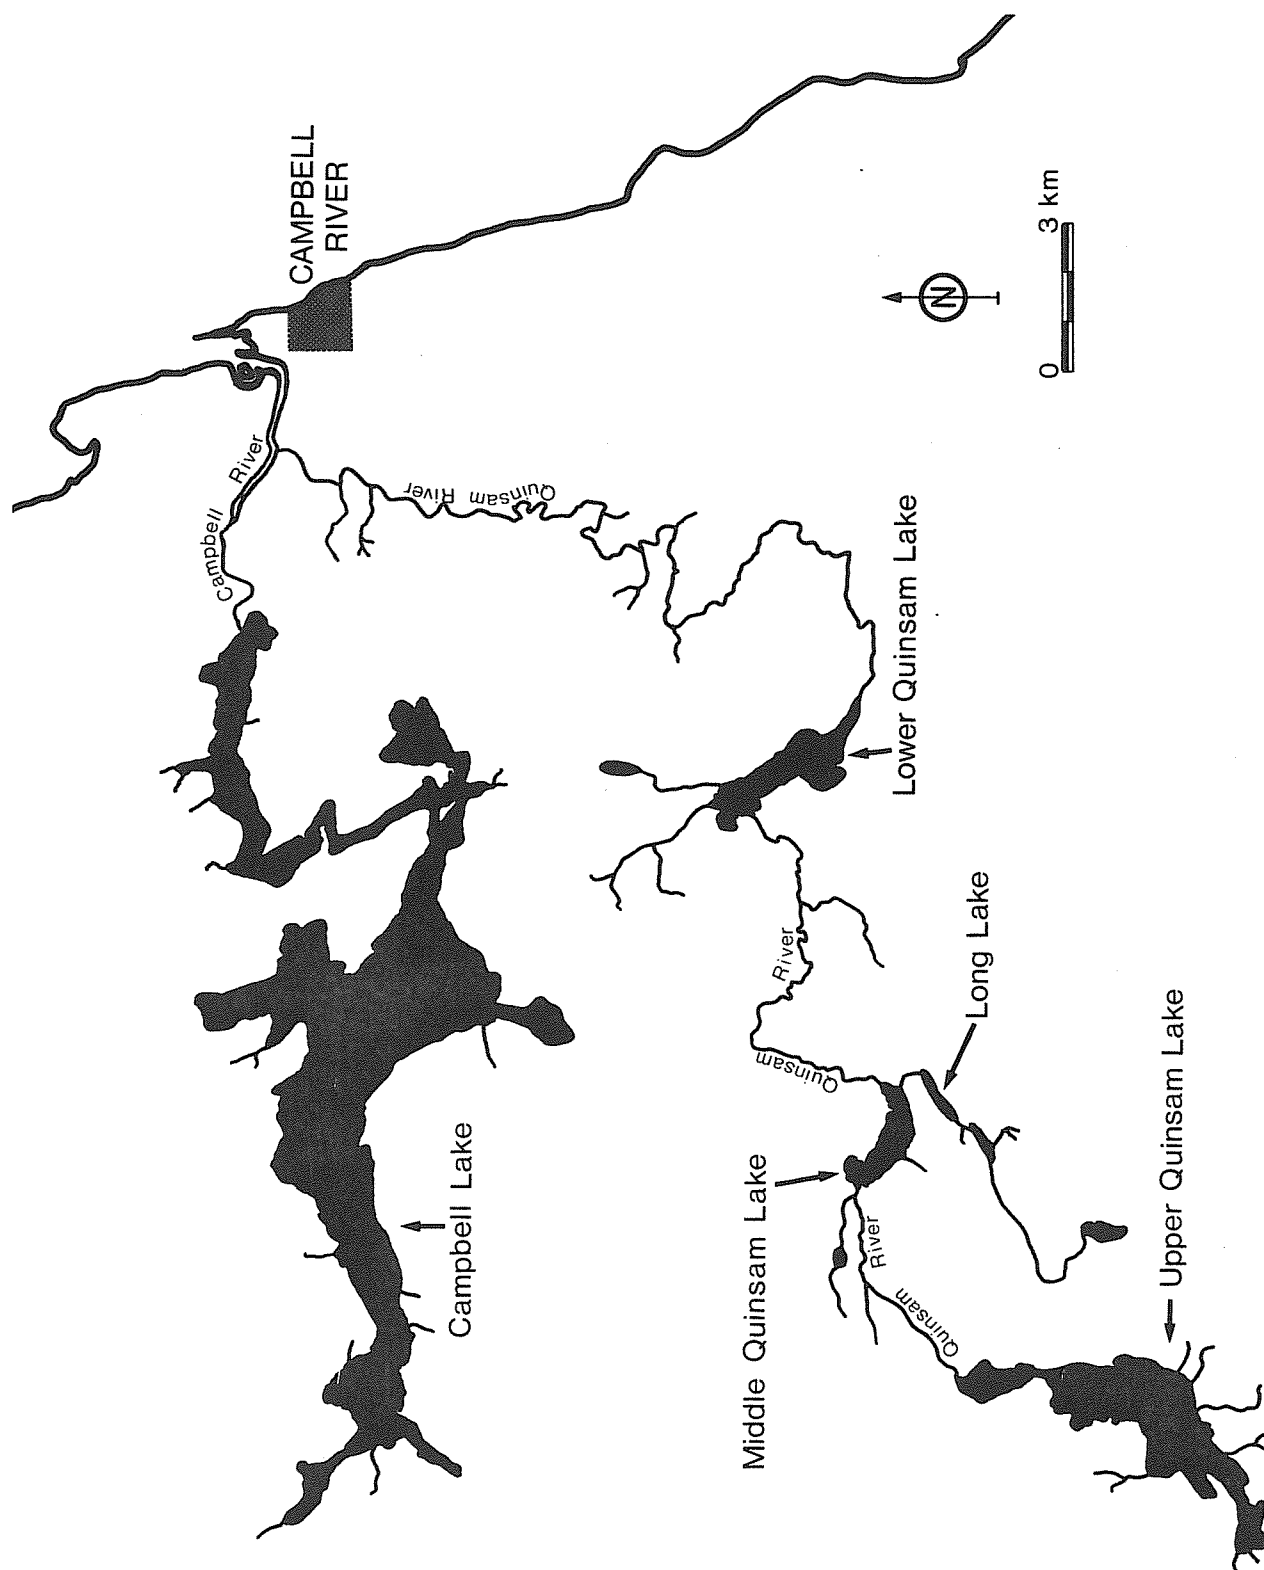 CAMPBELL
RIVER
Campbell River
Quinsam River
Lower Quinsam Lake
Quinsam River
Long Lake
Campbell Lake
Middle Quinsam Lake
Quinsam River
Upper Quinsam Lake
N
0 3 km